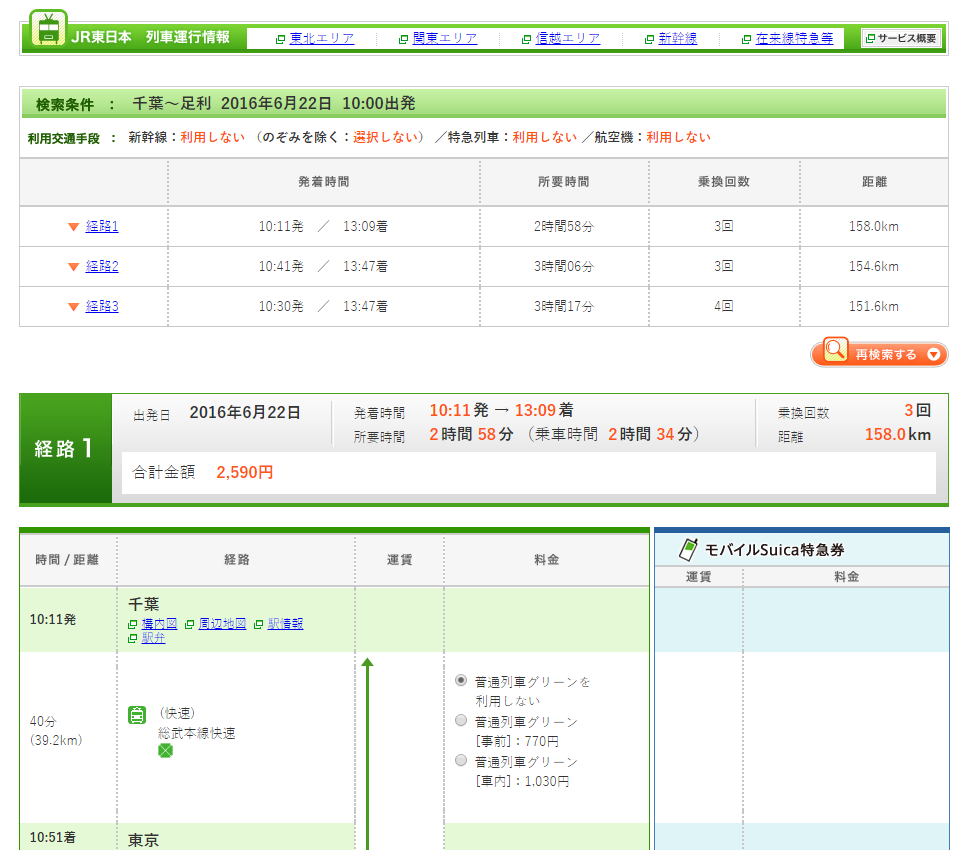 JR東日本 列車運行情報 東北エリア 関東エリア 信越エリア 新幹線 在来線特急等 サービス概要
検索条件 : 千葉～足利 2016年6月22日 10:00出発
利用交通手段 : 新幹線：利用しない （のぞみを除く：選択しない） ／特急列車：利用しない ／航空機：利用しない
発着時間 所要時間 乗換回数 距離
経路1 10:11発 ／ 13:09着 2時間58分 3回 158.0km
経路2 10:41発 ／ 13:47着 3時間06分 3回 154.6km
経路3 10:30発 ／ 13:47着 3時間17分 4回 151.6km
再検索する
経路1
出発日 2016年6月22日
発着時間 10:11発 → 13:09着
所要時間 2時間58分 （乗車時間 2時間34分）
乗換回数 3回
距離 158.0km
合計金額 2,590円
時間 / 距離 経路 運賃 料金
モバイルSuica特急券
運賃 料金
10:11発
千葉
構内図 周辺地図 駅情報
駅弁
40分
(39.2km)
（快速）
総武本線快速
普通列車グリーンを
利用しない
普通列車グリーン
[事前]：770円
普通列車グリーン
[車内]：1,030円
10:51着
東京